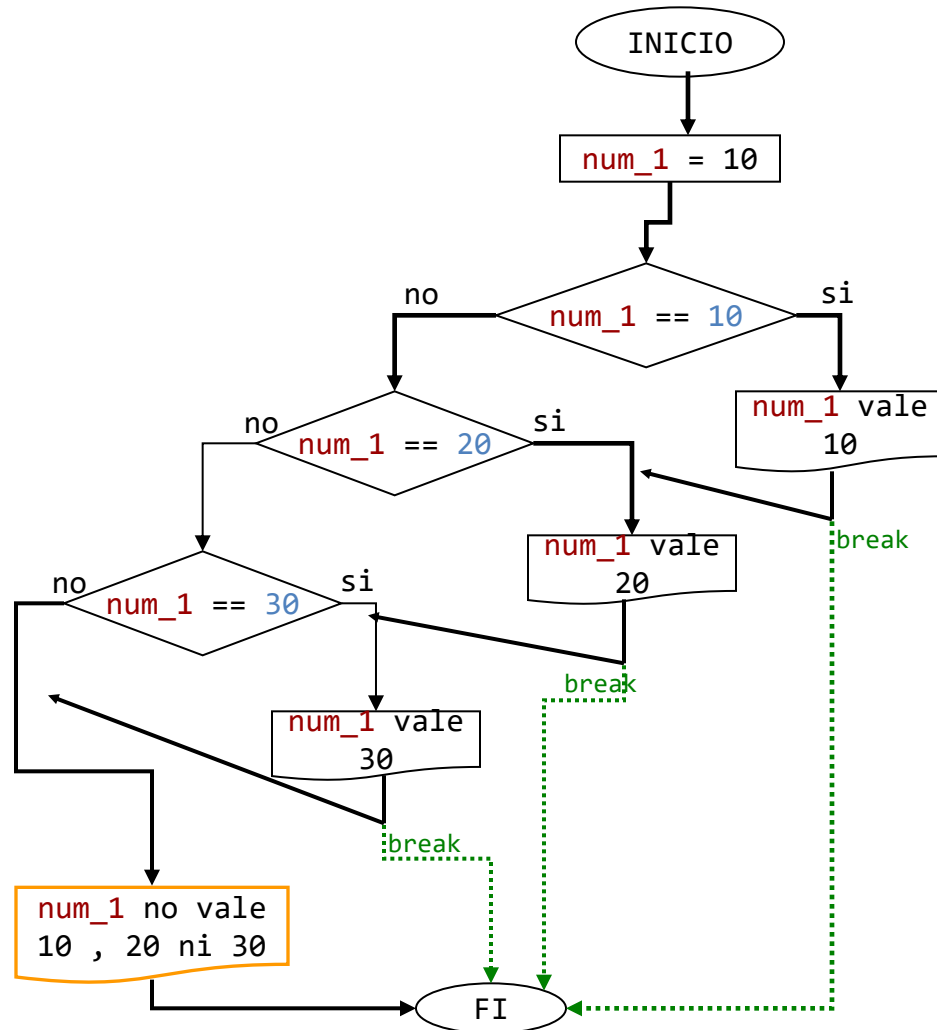 INICIO
num_1 = 10
no
si
num_1 == 10
num_1 vale
10
no
si
num_1 == 20
break
num_1 vale
20
no
si
num_1 == 30
break
num_1 vale
30
break
num_1 no vale
10 , 20 ni 30
FI